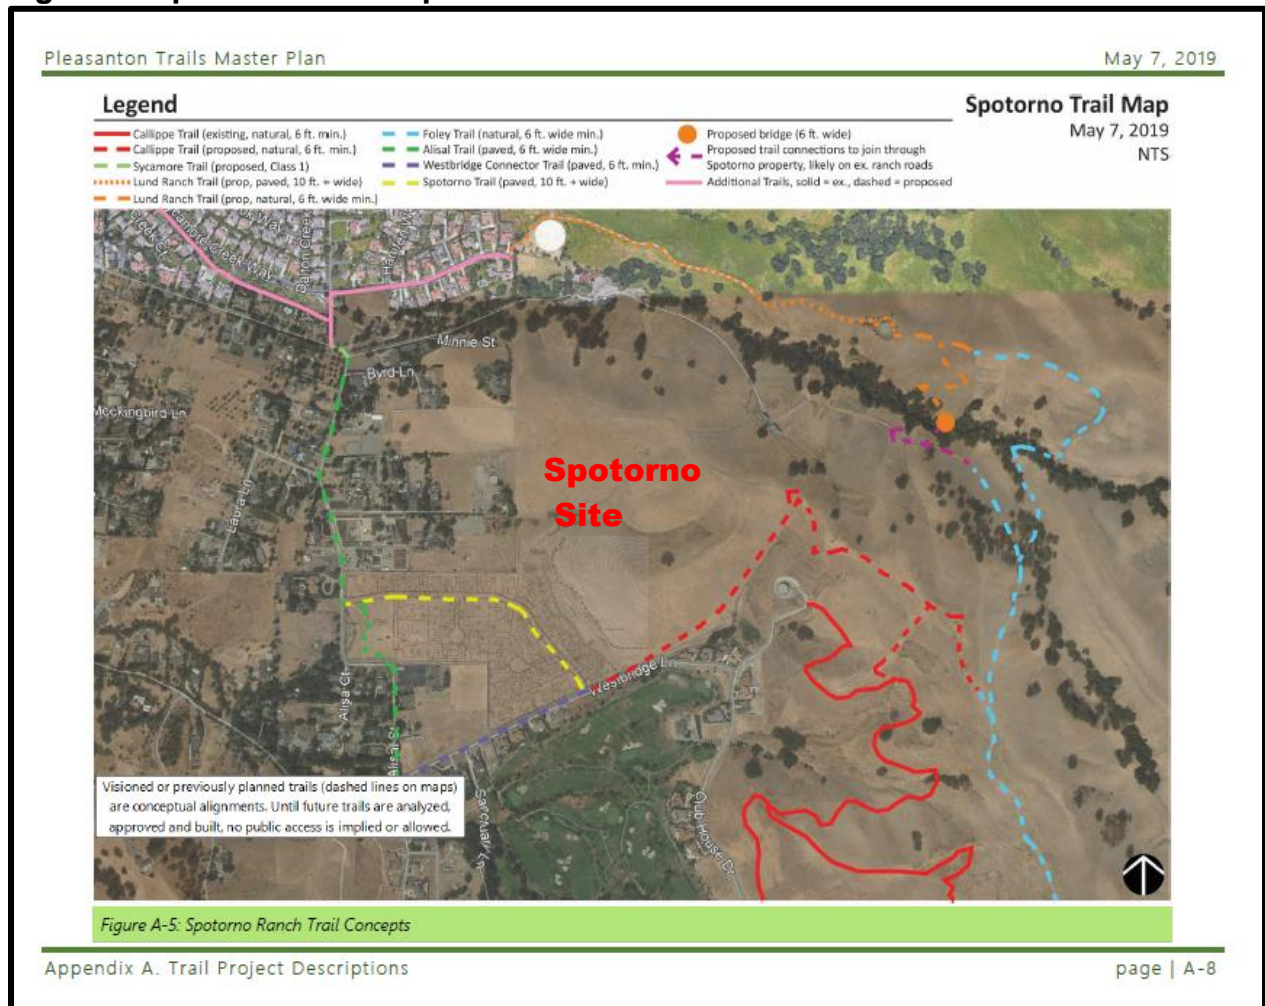 Pleasanton Trails Master Plan
May 7, 2019
Legend
Spotorno Trail Map
May 7, 2019
NTS
Callippe Trail (existing, natural, 6 ft. min.)
Callippe Trail (proposed, natural, 6 ft. min.)
Sycamore Trail (proposed, Class 1)
Lund Ranch Trail (prop, paved, 10 ft. + wide)
Lund Ranch Trail (prop, natural, 6 ft. wide min.)
Foley Trail (natural, 6 ft. wide min.)
Alisal Trail (paved, 6 ft. wide min.)
Westbridge Connector Trail (paved, 6 ft. min.)
Spotorno Trail (paved, 10 ft. + wide)
Proposed bridge (6 ft. wide)
Proposed trail connections to join through
Spotorno property, likely on ex. ranch roads
Additional Trails, solid = ex., dashed = proposed
Creek Ct
Creek Way
Dalton Creek
Minnie St
Byrd Ln
Mockingbird Ln
Laura Ln
Spotorno
Site
Westbridge Ln
Alisa Ct
Alisal St
Sanctuary Ln
Club House Dr
Visioned or previously planned trails (dashed lines on maps)
are conceptual alignments. Until future trails are analyzed,
approved and built, no public access is implied or allowed.
Figure A-5: Spotorno Ranch Trail Concepts
Appendix A. Trail Project Descriptions
page | A-8